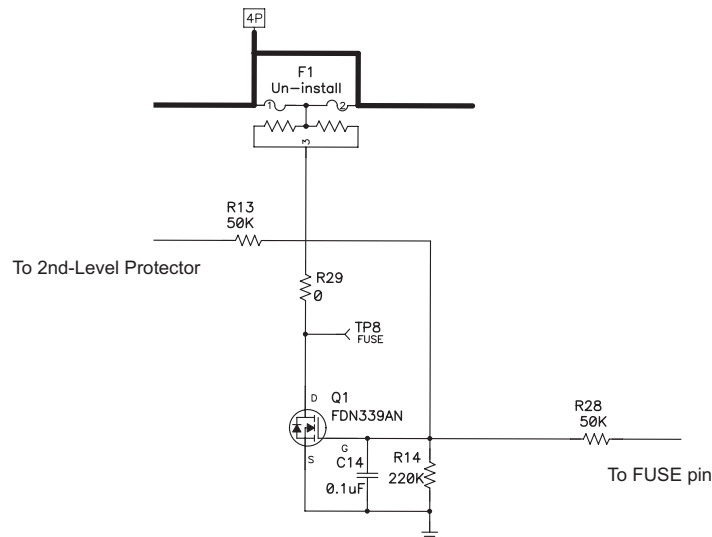 4P
F1
Un-install
1
2
3
R13
50K
To 2nd-Level Protector
R29
0
TP8
FUSE
D
Q1
FDN339AN
G
S
C14
0.1uF
R14
220K
R28
50K
To FUSE pin